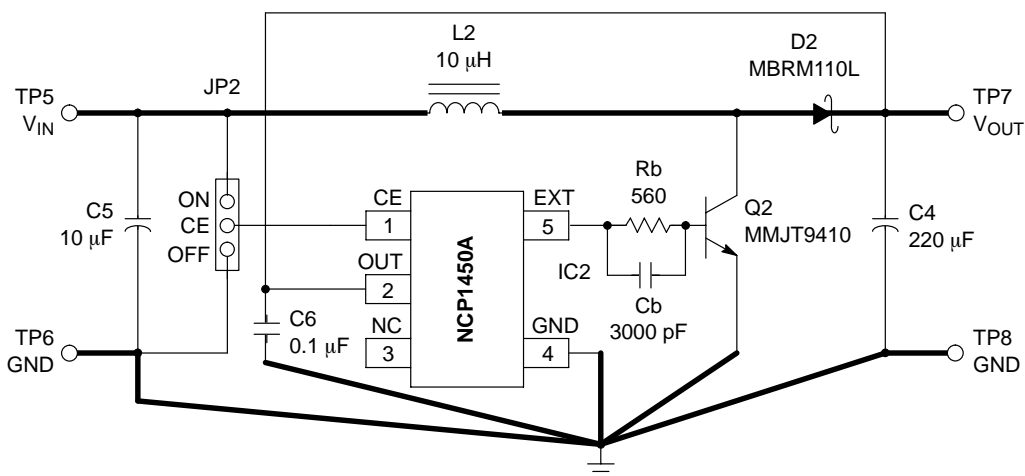 L2
10 μH
D2
MBRM110L
TP5
V_IN
JP2
TP7
V_OUT
C5
10 μF
ON
CE
OFF
CE
1
OUT
2
NC
3
NCP1450A
EXT
5
GND
4
Rb
560
IC2
Cb
3000 pF
Q2
MMJT9410
C4
220 μF
C6
0.1 μF
TP6
GND
TP8
GND